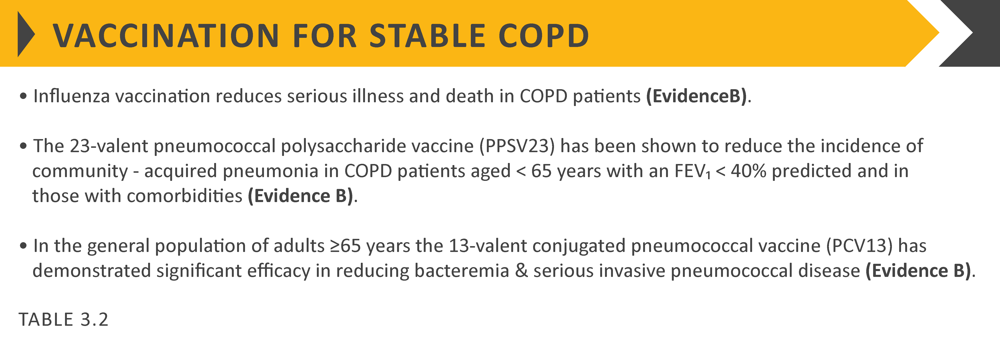 VACCINATION FOR STABLE COPD
• Influenza vaccination reduces serious illness and death in COPD patients (EvidenceB).
• The 23-valent pneumococcal polysaccharide vaccine (PPSV23) has been shown to reduce the incidence of
community - acquired pneumonia in COPD patients aged < 65 years with an FEV₁ < 40% predicted and in
those with comorbidities (Evidence B).
• In the general population of adults ≥65 years the 13-valent conjugated pneumococcal vaccine (PCV13) has
demonstrated significant efficacy in reducing bacteremia & serious invasive pneumococcal disease (Evidence B).
TABLE 3.2